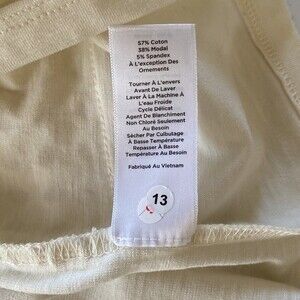 57% Coton
38% Modal
5% Spandex
À L'exception Des
Ornements
Tourner À L'envers
Avant De Laver
Laver À La Machine À
L'eau Froide
Cycle Délicat
Agent De Blanchiment
Non Chloré Seulement
Au Besoin
Sécher Par Culbutage
À Basse Température
Repasser À Basse
Température Au Besoin
Fabriqué Au Vietnam
13